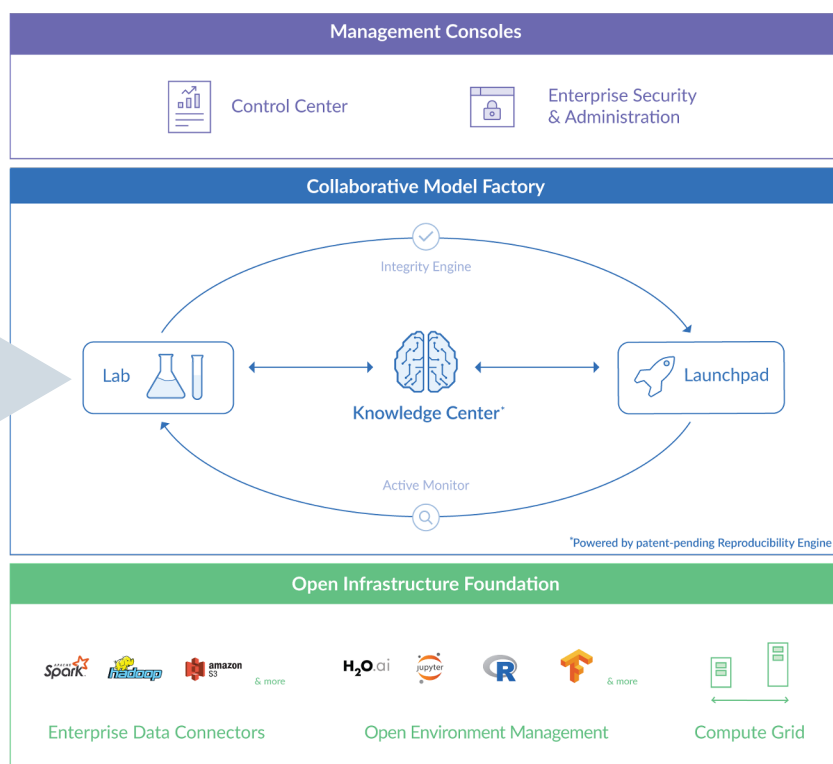 Management Consoles
Control Center
Enterprise Security
& Administration
Collaborative Model Factory
Integrity Engine
Lab
Launchpad
Knowledge Center*
Active Monitor
*Powered by patent-pending Reproducibility Engine
Open Infrastructure Foundation
APACHE
Spark
hadoop
amazon
S3
& more
H2O.ai
jupyter
R
& more
Enterprise Data Connectors
Open Environment Management
Compute Grid